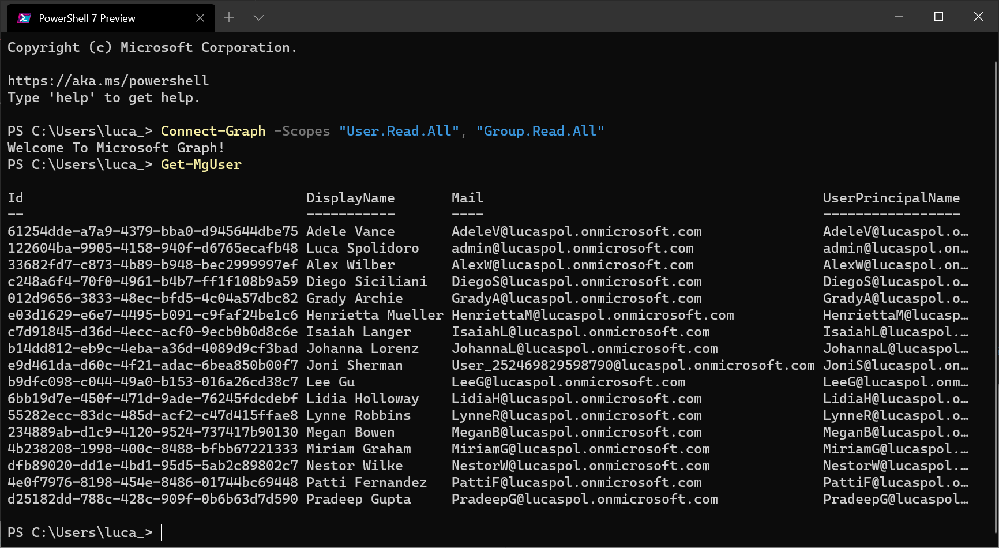 PowerShell 7 Preview
Copyright (c) Microsoft Corporation.
https://aka.ms/powershell
Type 'help' to get help.
PS C:\Users\luca_> Connect-Graph -Scopes "User.Read.All", "Group.Read.All"
Welcome To Microsoft Graph!
PS C:\Users\luca_> Get-MgUser
Id DisplayName Mail UserPrincipalName
-- ----------- ---- -----------------
61254dde-a7a9-4379-bba0-d945644dbe75 Adele Vance AdeleV@lucaspol.onmicrosoft.com AdeleV@lucaspol.o…
122604ba-9905-4158-940f-d6765ecafb48 Luca Spolidoro admin@lucaspol.onmicrosoft.com admin@lucaspol.on…
33682fd7-c873-4b89-b948-bec2999997ef Alex Wilber AlexW@lucaspol.onmicrosoft.com AlexW@lucaspol.on…
c248a6f4-70f0-4961-b4b7-ff1f108b9a59 Diego Siciliani DiegoS@lucaspol.onmicrosoft.com DiegoS@lucaspol.o…
012d9656-3833-48ec-bfd5-4c04a57dbc82 Grady Archie GradyA@lucaspol.onmicrosoft.com GradyA@lucaspol.o…
e03d1629-e6e7-4495-b091-c9faf24be1c6 Henrietta Mueller HenriettaM@lucaspol.onmicrosoft.com HenriettaM@lucasp…
c7d91845-d36d-4ecc-acf0-9ecb0b0d8c6e Isaiah Langer IsaiahL@lucaspol.onmicrosoft.com IsaiahL@lucaspol.…
b14dd812-eb9c-4eba-a36d-4089d9cf3bad Johanna Lorenz JohannaL@lucaspol.onmicrosoft.com JohannaL@lucaspol…
e9d461da-d60c-4f21-adac-6bea850b00f7 Joni Sherman User_252469829598790@lucaspol.onmicrosoft.com JoniS@lucaspol.on…
b9dfc098-c044-49a0-b153-016a26cd38c7 Lee Gu LeeG@lucaspol.onmicrosoft.com LeeG@lucaspol.onm…
6bb19d7e-450f-471d-9ade-76245fdcdebf Lidia Holloway LidiaH@lucaspol.onmicrosoft.com LidiaH@lucaspol.o…
55282ecc-83dc-485d-acf2-c47d415ffae8 Lynne Robbins LynneR@lucaspol.onmicrosoft.com LynneR@lucaspol.o…
234889ab-d1c9-4120-9524-737417b90130 Megan Bowen MeganB@lucaspol.onmicrosoft.com MeganB@lucaspol.o…
4b238208-1998-400c-8488-bfbb67221333 Miriam Graham MiriamG@lucaspol.onmicrosoft.com MiriamG@lucaspol.…
dfb89020-dd1e-4bd1-95d5-5ab2c89802c7 Nestor Wilke NestorW@lucaspol.onmicrosoft.com NestorW@lucaspol.…
4e0f7976-8198-454e-8486-01744bc69448 Patti Fernandez PattiF@lucaspol.onmicrosoft.com PattiF@lucaspol.o…
d25182dd-788c-428c-909f-0b6b63d7d590 Pradeep Gupta PradeepG@lucaspol.onmicrosoft.com PradeepG@lucaspol…
PS C:\Users\luca_>